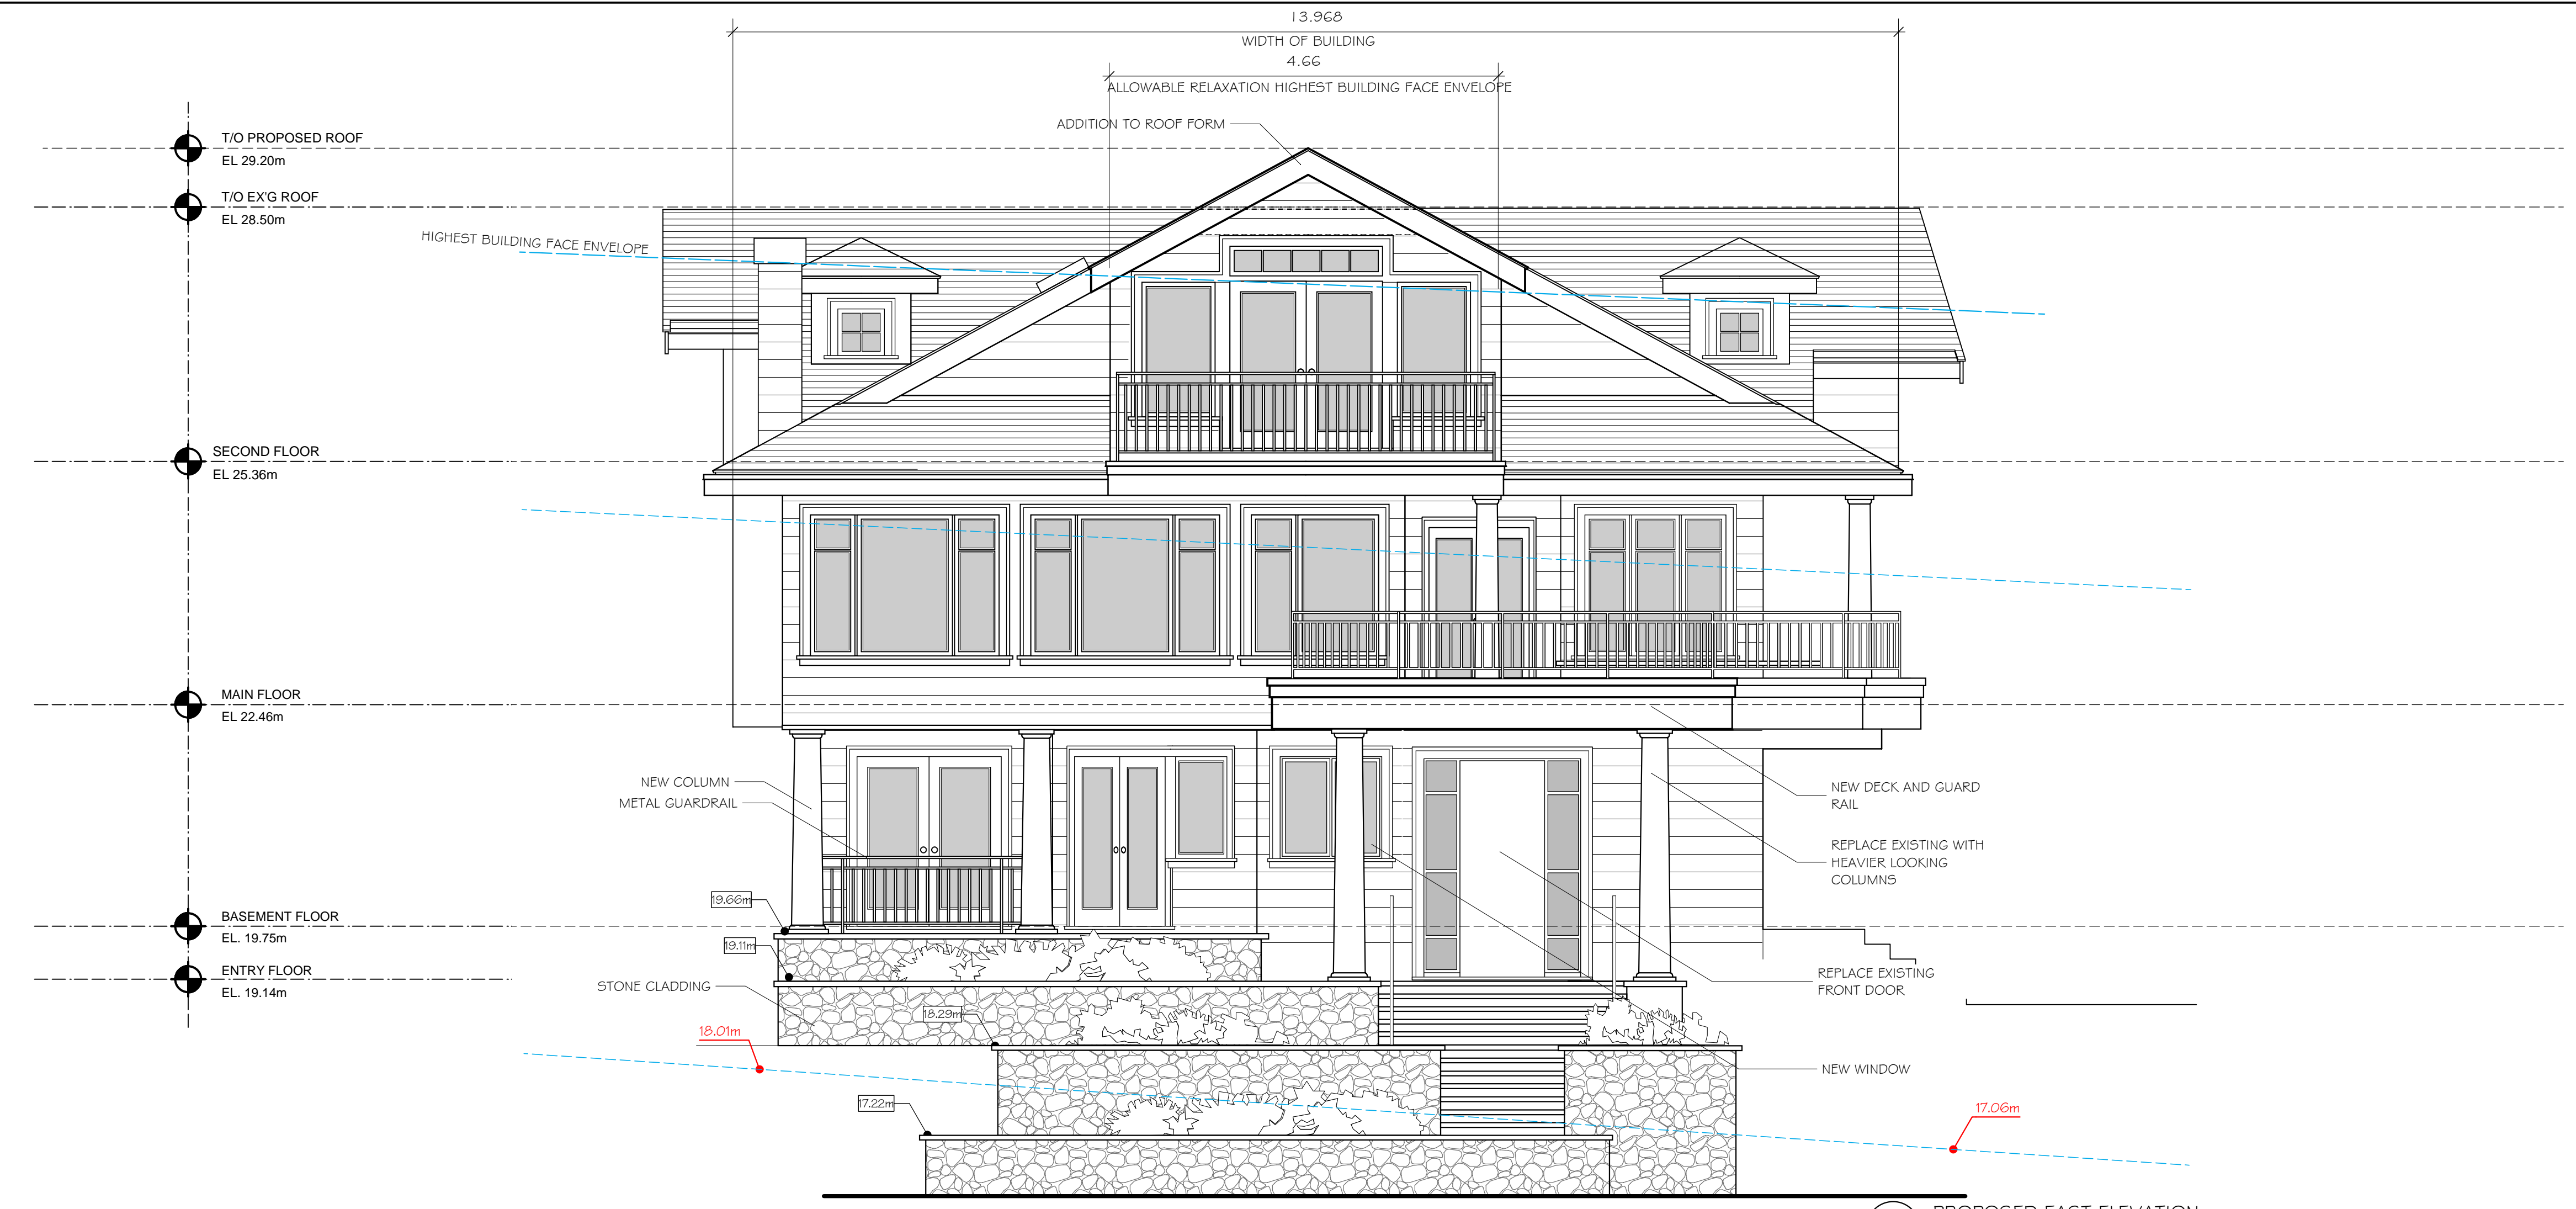 13.968
WIDTH OF BUILDING
4.66
ALLOWABLE RELAXATION HIGHEST BUILDING FACE ENVELOPE
ADDITION TO ROOF FORM
T/O PROPOSED ROOF
EL 29.20m
T/O EX'G ROOF
EL 28.50m
HIGHEST BUILDING FACE ENVELOPE
SECOND FLOOR
EL 25.36m
MAIN FLOOR
EL 22.46m
NEW COLUMN
METAL GUARDRAIL
NEW DECK AND GUARD
RAIL
REPLACE EXISTING WITH
HEAVIER LOOKING
COLUMNS
19.66m
BASEMENT FLOOR
EL. 19.75m
19.11m
ENTRY FLOOR
EL. 19.14m
STONE CLADDING
REPLACE EXISTING
FRONT DOOR
18.29m
18.01m
NEW WINDOW
17.22m
17.06m
PROPOSED EAST ELEVATION